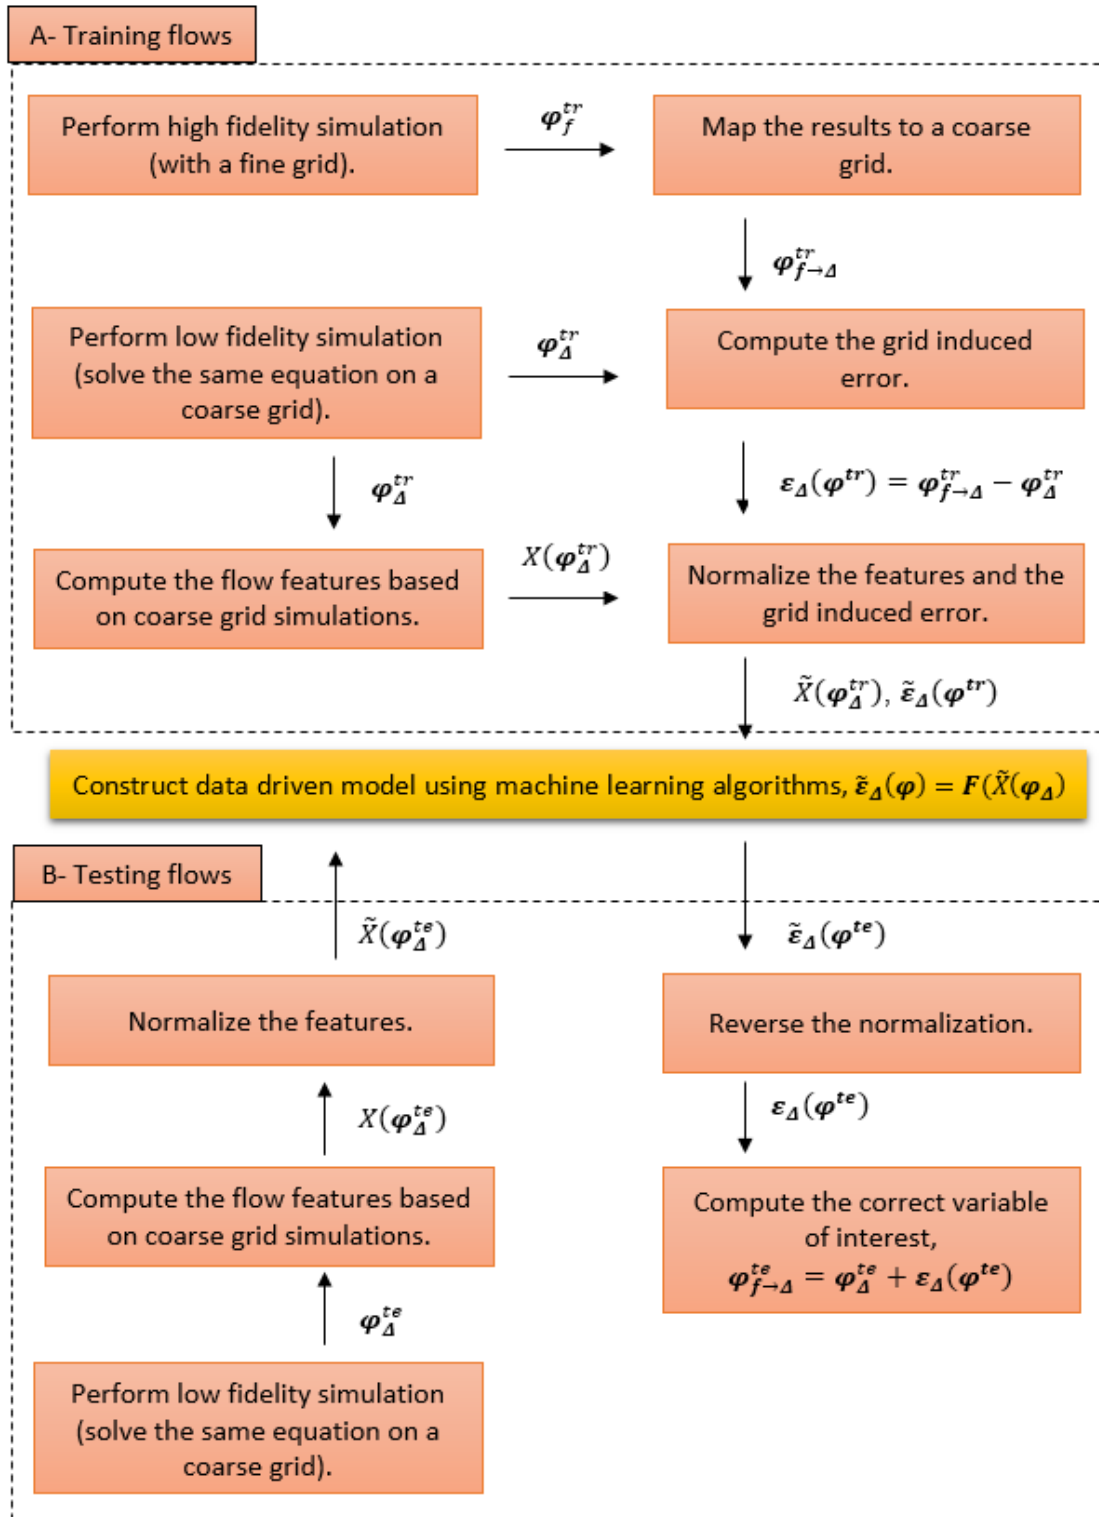 A- Training flows
Perform high fidelity simulation
(with a fine grid).
𝝋_f^{tr}
Map the results to a coarse
grid.
𝝋_{f→Δ}^{tr}
Perform low fidelity simulation
(solve the same equation on a
coarse grid).
𝝋_Δ^{tr}
Compute the grid induced
error.
𝝋_Δ^{tr}
𝜺_Δ(𝝋^{tr}) = 𝝋_{f→Δ}^{tr} − 𝝋_Δ^{tr}
Compute the flow features based
on coarse grid simulations.
X(𝝋_Δ^{tr})
Normalize the features and the
grid induced error.
X̃(𝝋_Δ^{tr}), 𝜺̃_Δ(𝝋^{tr})
Construct data driven model using machine learning algorithms, 𝜺̃_Δ(𝝋) = F(X̃(𝝋_Δ)
B- Testing flows
X̃(𝝋_Δ^{te})
𝜺̃_Δ(𝝋^{te})
Normalize the features.
Reverse the normalization.
X(𝝋_Δ^{te})
𝜺_Δ(𝝋^{te})
Compute the flow features based
on coarse grid simulations.
Compute the correct variable
of interest,
𝝋_{f→Δ}^{te} = 𝝋_Δ^{te} + 𝜺_Δ(𝝋^{te})
𝝋_Δ^{te}
Perform low fidelity simulation
(solve the same equation on a
coarse grid).